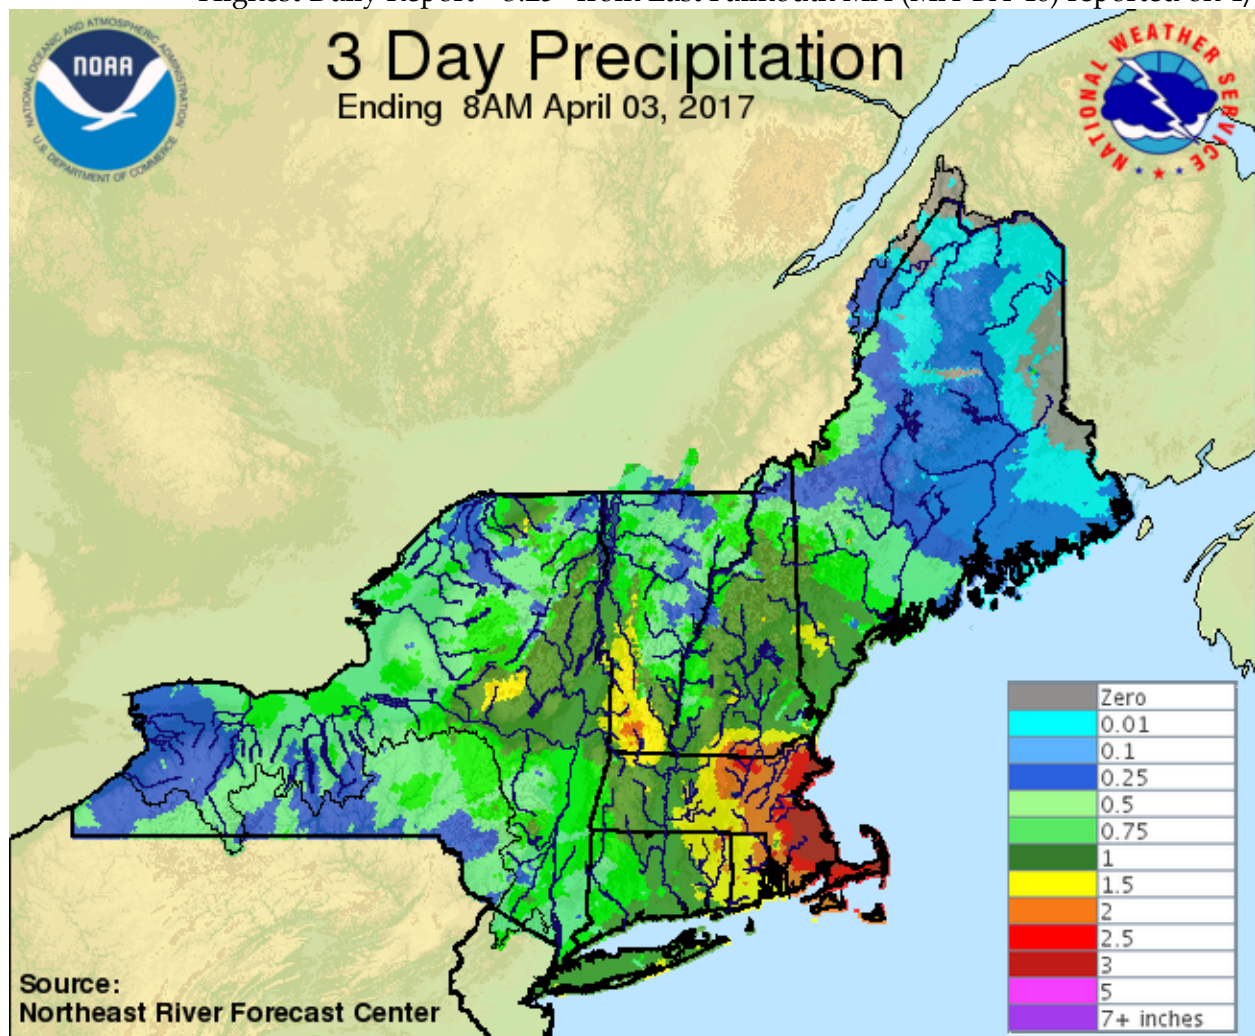 3 Day Precipitation
Ending 8AM April 03, 2017
NATIONAL OCEANIC AND ATMOSPHERIC ADMINISTRATION
NOAA
U.S. DEPARTMENT OF COMMERCE
NATIONAL WEATHER SERVICE
Zero
0.01
0.1
0.25
0.5
0.75
1
1.5
2
2.5
3
5
7+ inches
Source:
Northeast River Forecast Center